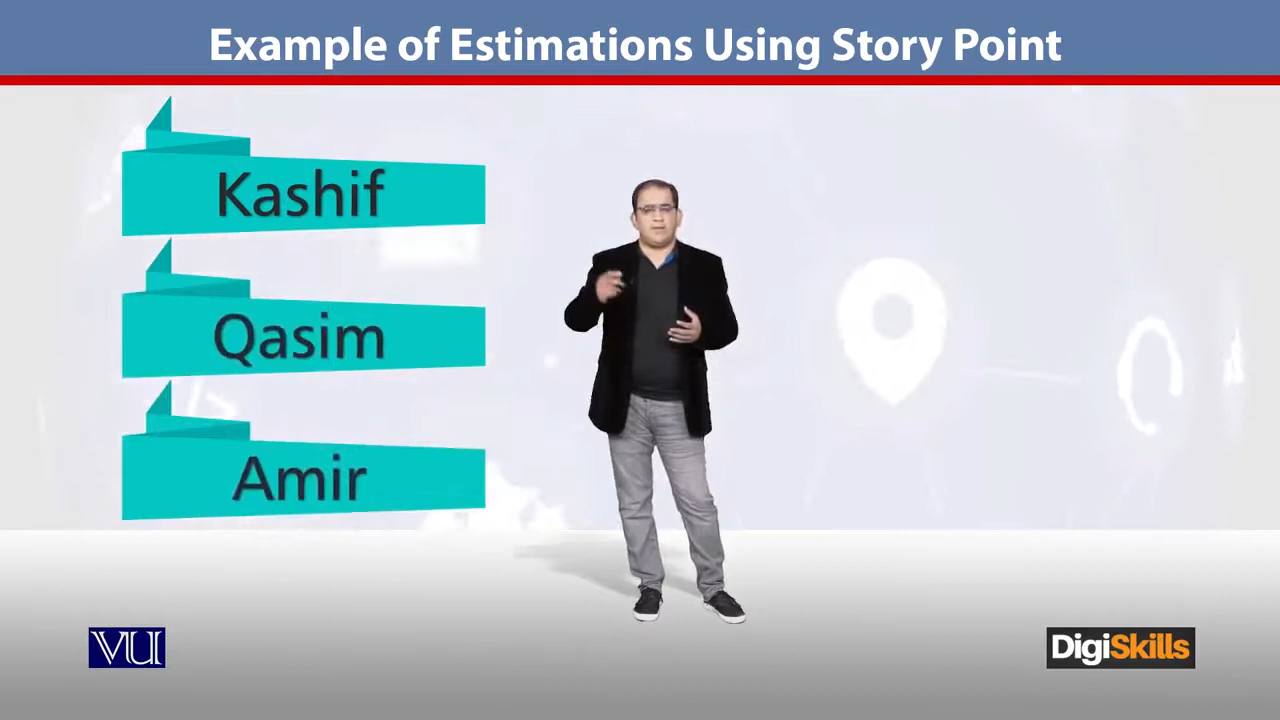 Example of Estimations Using Story Point
Kashif
Qasim
Amir
VU
DigiSkills